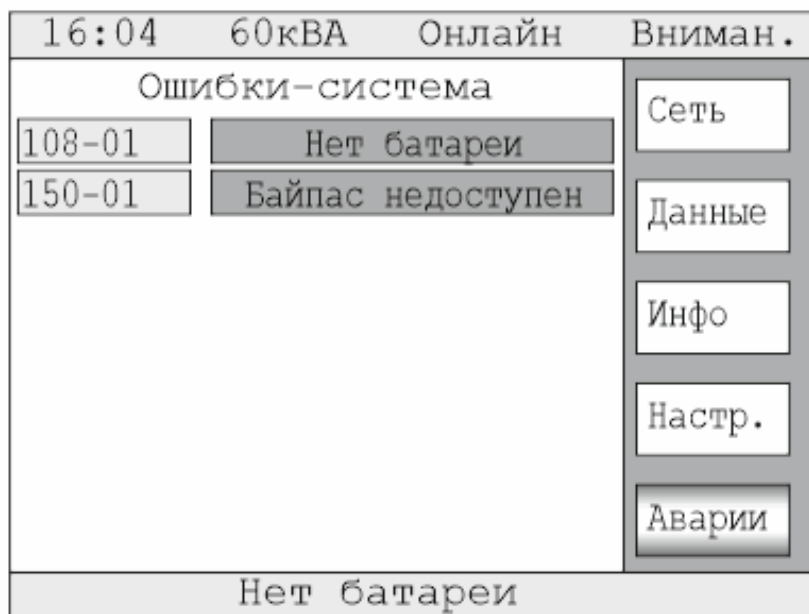 16:04 60кВА Онлайн Вниман.
Ошибки-система
108-01 Нет батареи
150-01 Байпас недоступен
Сеть
Данные
Инфо
Настр.
Аварии
Нет батареи